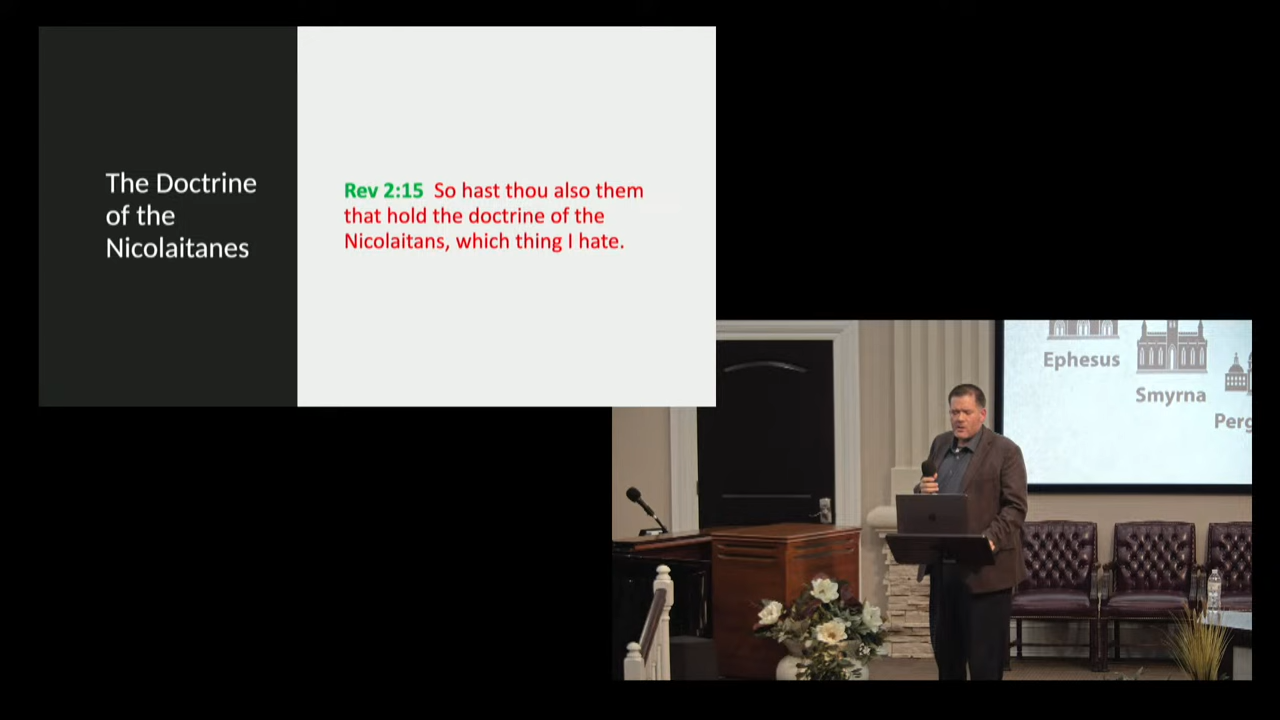 The Doctrine
of the
Nicolaitanes
Rev 2:15 So hast thou also them
that hold the doctrine of the
Nicolaitans, which thing I hate.
Ephesus
Smyrna
Perg